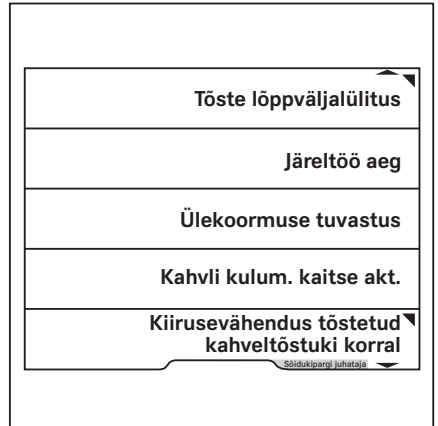 Tõste lõppväljalülitus
Järeltöö aeg
Ülekoormuse tuvastus
Kahvli kulum. kaitse akt.
Kiirusevähendus tõstetud
kahveltõstuki korral
Sõidukipargi juhataja